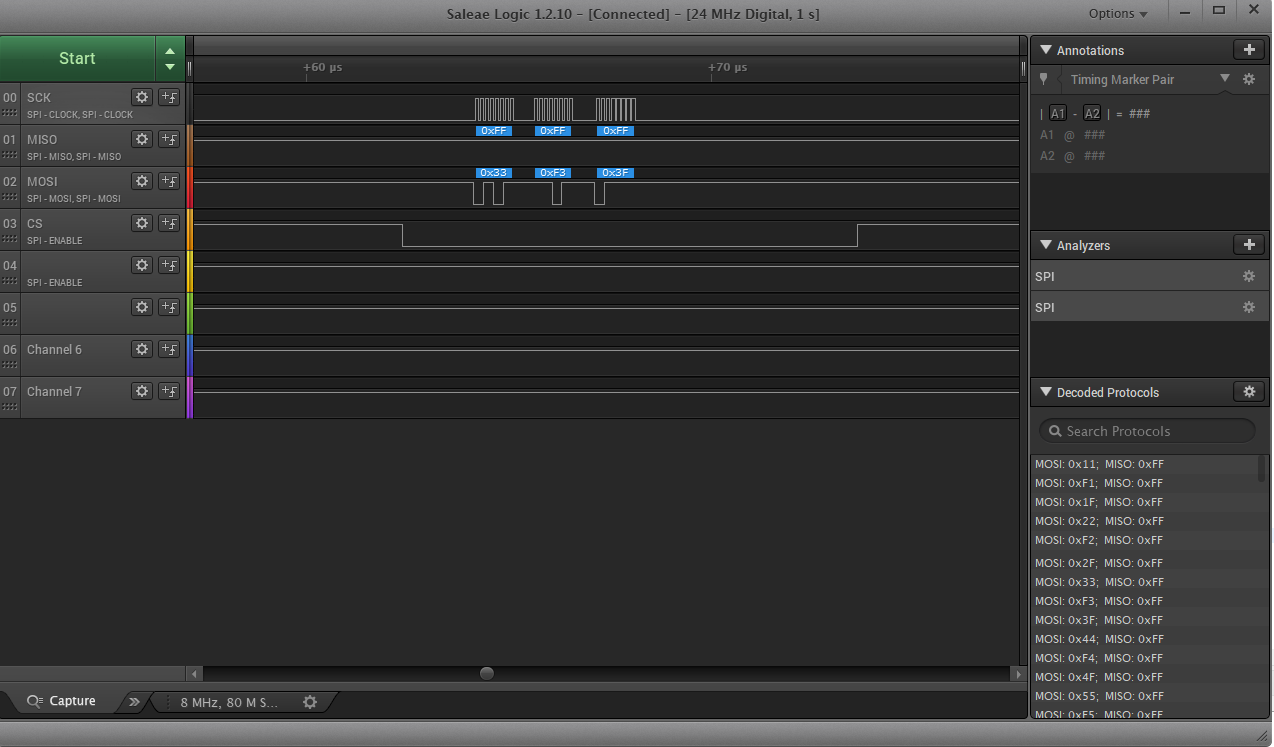 Saleae Logic 1.2.10 - [Connected] - [24 MHz Digital, 1 s]
Options
Start
+60 µs
+70 µs
00 SCK
SPI - CLOCK, SPI - CLOCK
0xFF 0xFF 0xFF
01 MISO
SPI - MISO, SPI - MISO
0x33 0xF3 0x3F
02 MOSI
SPI - MOSI, SPI - MOSI
03 CS
SPI - ENABLE
04
SPI - ENABLE
05
06 Channel 6
07 Channel 7
Capture
8 MHz, 80 M S...
Annotations
Timing Marker Pair
| A1 - A2 | = ###
A1 @ ###
A2 @ ###
Analyzers
SPI
SPI
Decoded Protocols
Search Protocols
MOSI: 0x11; MISO: 0xFF
MOSI: 0xF1; MISO: 0xFF
MOSI: 0x1F; MISO: 0xFF
MOSI: 0x22; MISO: 0xFF
MOSI: 0xF2; MISO: 0xFF
MOSI: 0x2F; MISO: 0xFF
MOSI: 0x33; MISO: 0xFF
MOSI: 0xF3; MISO: 0xFF
MOSI: 0x3F; MISO: 0xFF
MOSI: 0x44; MISO: 0xFF
MOSI: 0xF4; MISO: 0xFF
MOSI: 0x4F; MISO: 0xFF
MOSI: 0x55; MISO: 0xFF
MOSI: 0xF5; MISO: 0xFF